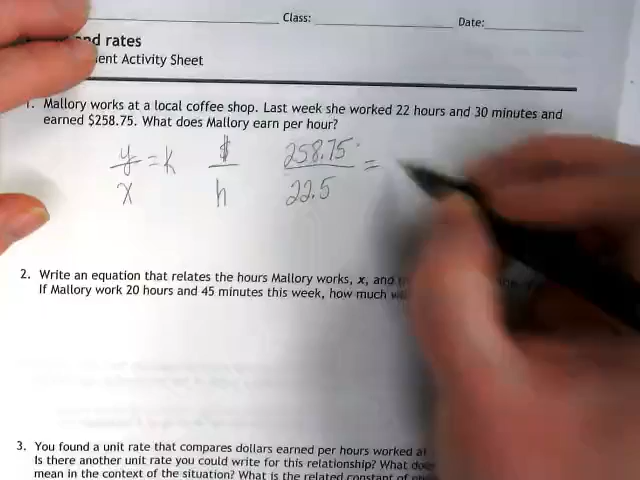 Class: Date:
nd rates
ent Activity Sheet
1. Mallory works at a local coffee shop. Last week she worked 22 hours and 30 minutes and
earned $258.75. What does Mallory earn per hour?
y/x = k $/h 258.75/22.5 =
2. Write an equation that relates the hours Mallory works, x, and
If Mallory work 20 hours and 45 minutes this week, how much
3. You found a unit rate that compares dollars earned per hours worked
Is there another unit rate you could write for this relationship? What
mean in the context of the situation? What is the related constant of